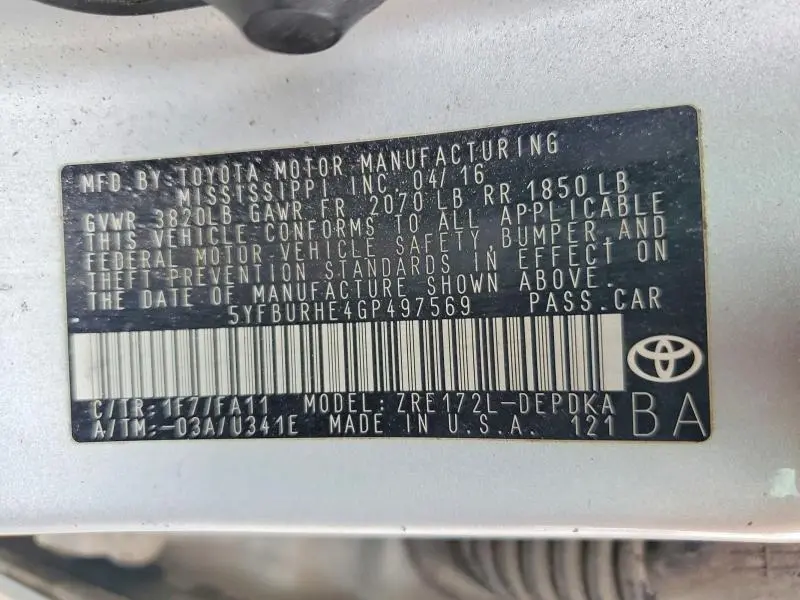 MFD BY TOYOTA MOTOR MANUFACTURING
MISSISSIPPI INC 04/16
GVWR 3820LB GAWR FR 2070 LB RR 1850 LB
THIS VEHICLE CONFORMS TO ALL APPLICABLE
FEDERAL MOTOR VEHICLE SAFETY, BUMPER, AND
THEFT PREVENTION STANDARDS IN EFFECT ON
THE DATE OF MANUFACTURE SHOWN ABOVE.
5YFBURHE4GP497569 PASS. CAR
C/TR: 1F7/FA11 MODEL: ZRE172L-DEPDKA
A/TM: -03A/U341E MADE IN U.S.A. 121
BA